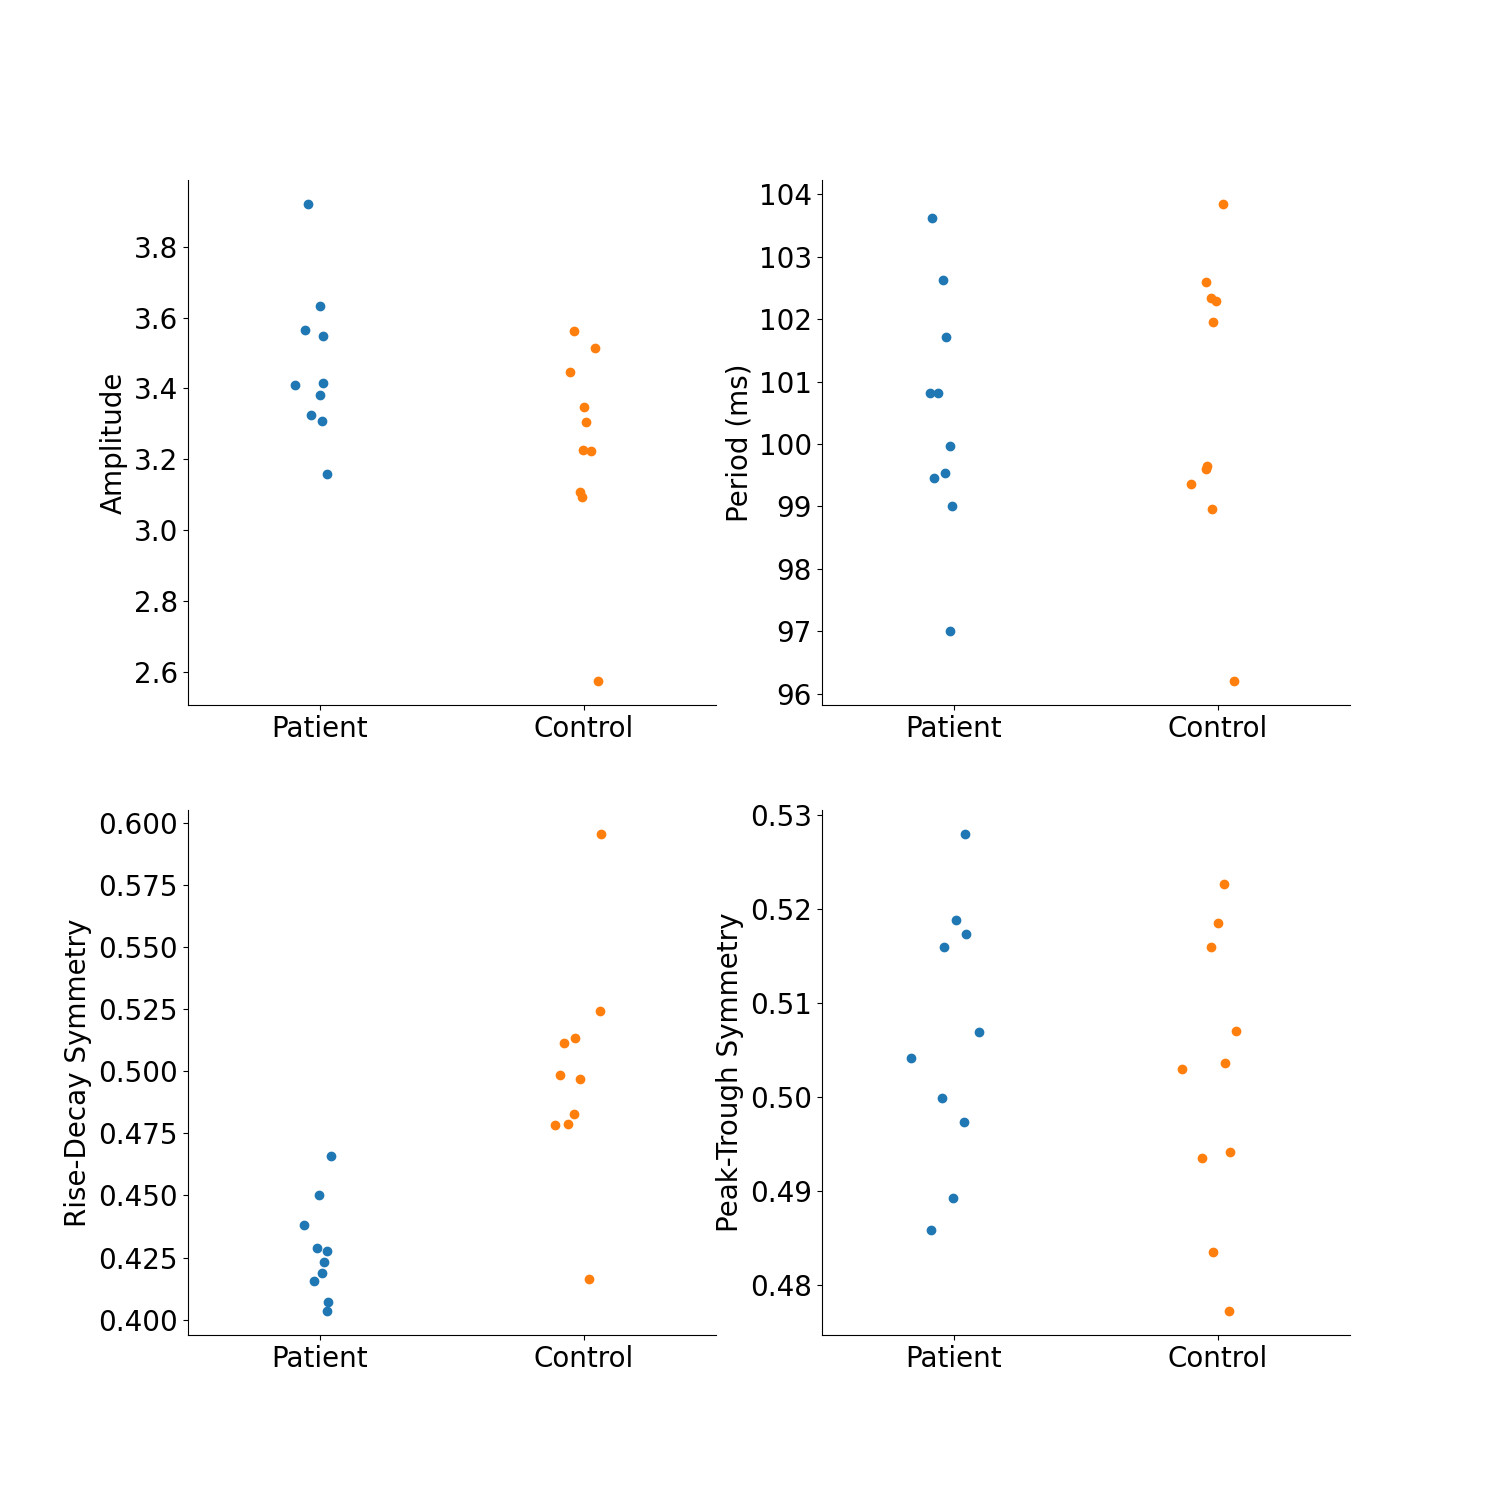 Amplitude
3.8
3.6
3.4
3.2
3.0
2.8
2.6
Patient
Control
Period (ms)
104
103
102
101
100
99
98
97
96
Patient
Control
Rise-Decay Symmetry
0.600
0.575
0.550
0.525
0.500
0.475
0.450
0.425
0.400
Patient
Control
Peak-Trough Symmetry
0.53
0.52
0.51
0.50
0.49
0.48
Patient
Control